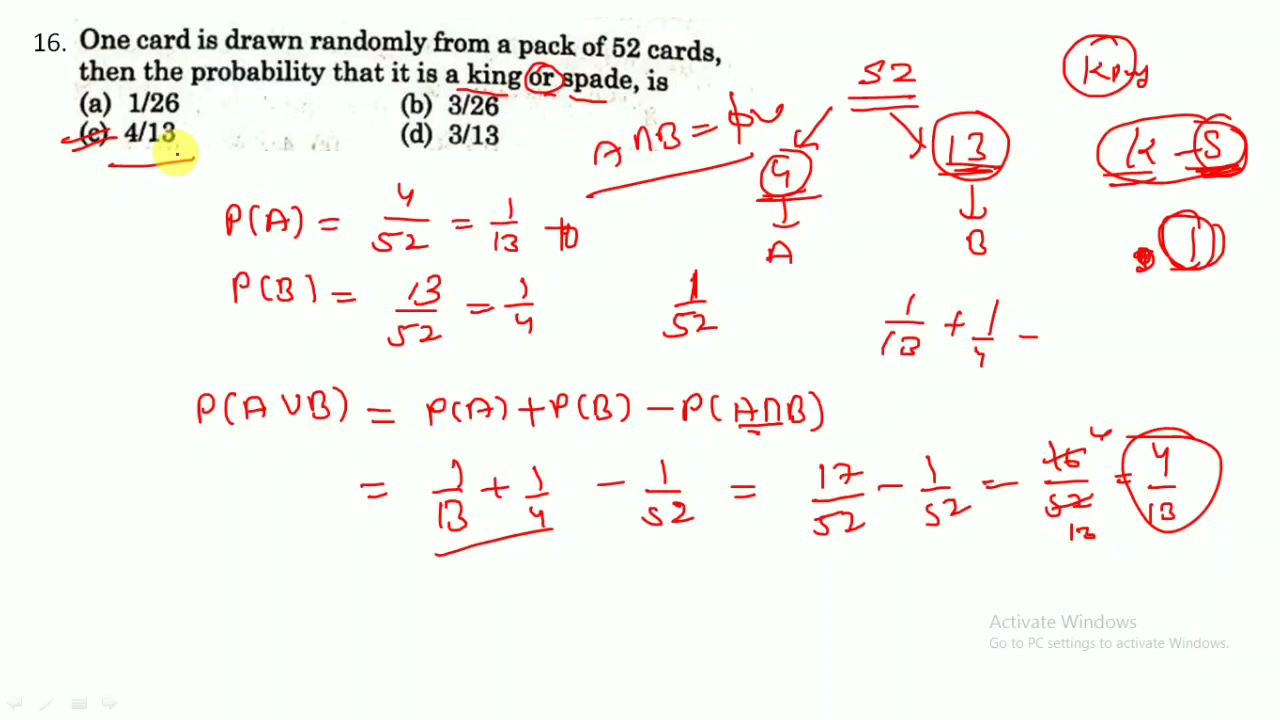 16. One card is drawn randomly from a pack of 52 cards,
then the probability that it is a king or spade, is
(a) 1/26 (b) 3/26
(c) 4/13 (d) 3/13
52
4 13
A B
A ∩ B = ϕ
K - S
1
P(A) = 4/52 = 1/13
P(B) = 13/52 = 1/4
1/52
1/13 + 1/4 -
P(A ∪ B) = P(A) + P(B) - P(A ∩ B)
= 1/13 + 1/4 - 1/52 = 17/52 - 1/52 = 16/52 = 4/13
4
13
Activate Windows
Go to PC settings to activate Windows.